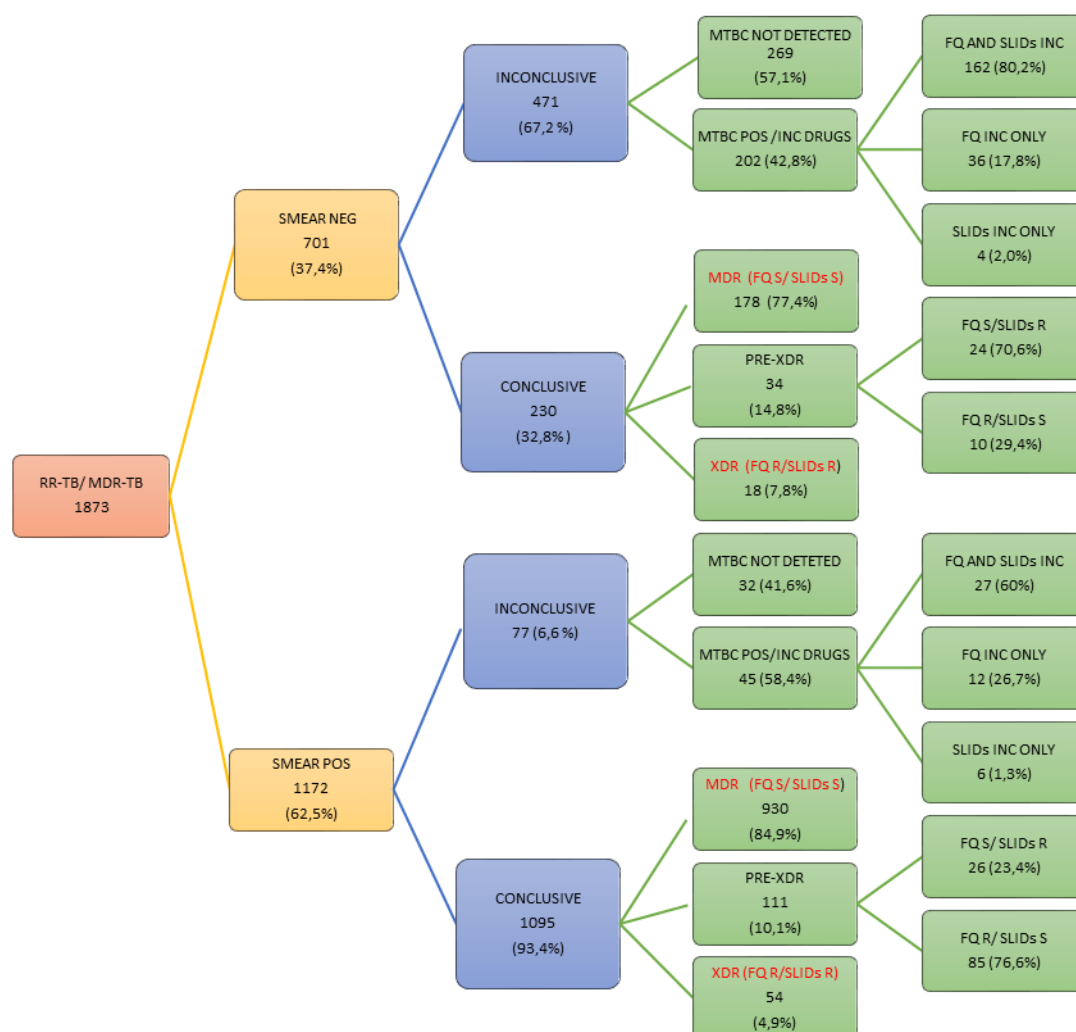 RR-TB/ MDR-TB
1873
SMEAR NEG
701
(37,4%)
INCONCLUSIVE
471
(67,2 %)
MTBC NOT DETECTED
269
(57,1%)
MTBC POS /INC DRUGS
202 (42,8%)
FQ AND SLIDs INC
162 (80,2%)
FQ INC ONLY
36 (17,8%)
SLIDs INC ONLY
4 (2,0%)
CONCLUSIVE
230
(32,8% )
MDR (FQ S/ SLIDs S)
178 (77,4%)
PRE-XDR
34
(14,8%)
FQ S/SLIDs R
24 (70,6%)
FQ R/SLIDs S
10 (29,4%)
XDR (FQ R/SLIDs R)
18 (7,8%)
SMEAR POS
1172
(62,5%)
INCONCLUSIVE
77 (6,6 %)
MTBC NOT DETETED
32 (41,6%)
MTBC POS/INC DRUGS
45 (58,4%)
FQ AND SLIDs INC
27 (60%)
FQ INC ONLY
12 (26,7%)
SLIDs INC ONLY
6 (1,3%)
CONCLUSIVE
1095
(93,4%)
MDR (FQ S/ SLIDs S)
930
(84,9%)
PRE-XDR
111
(10,1%)
FQ S/ SLIDs R
26 (23,4%)
FQ R/ SLIDs S
85 (76,6%)
XDR (FQ R/SLIDs R)
54
(4,9%)